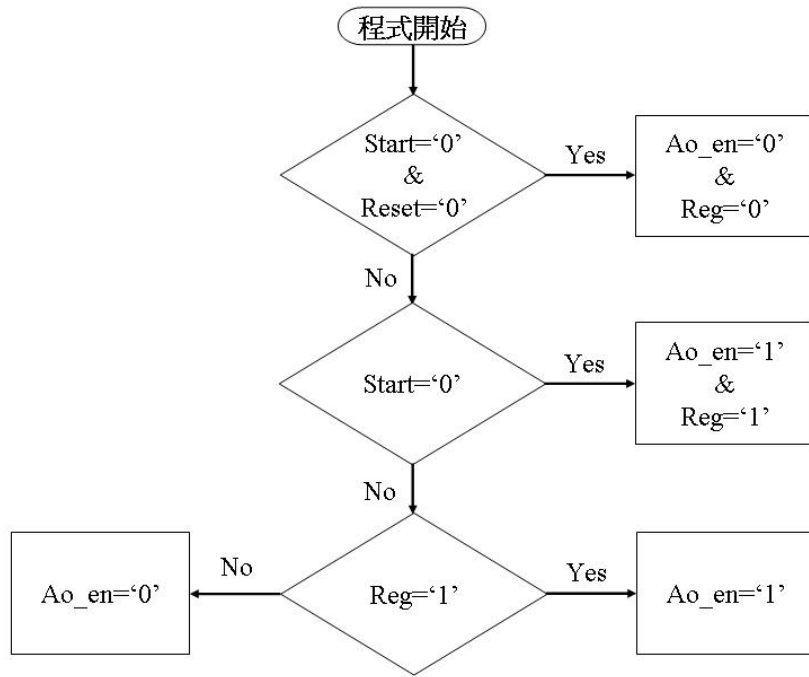 程式開始
Start=‘0’
&
Reset=‘0’
Yes
Ao_en=‘0’
&
Reg=‘0’
No
Start=‘0’
Yes
Ao_en=‘1’
&
Reg=‘1’
No
Ao_en=‘0’
No
Reg=‘1’
Yes
Ao_en=‘1’